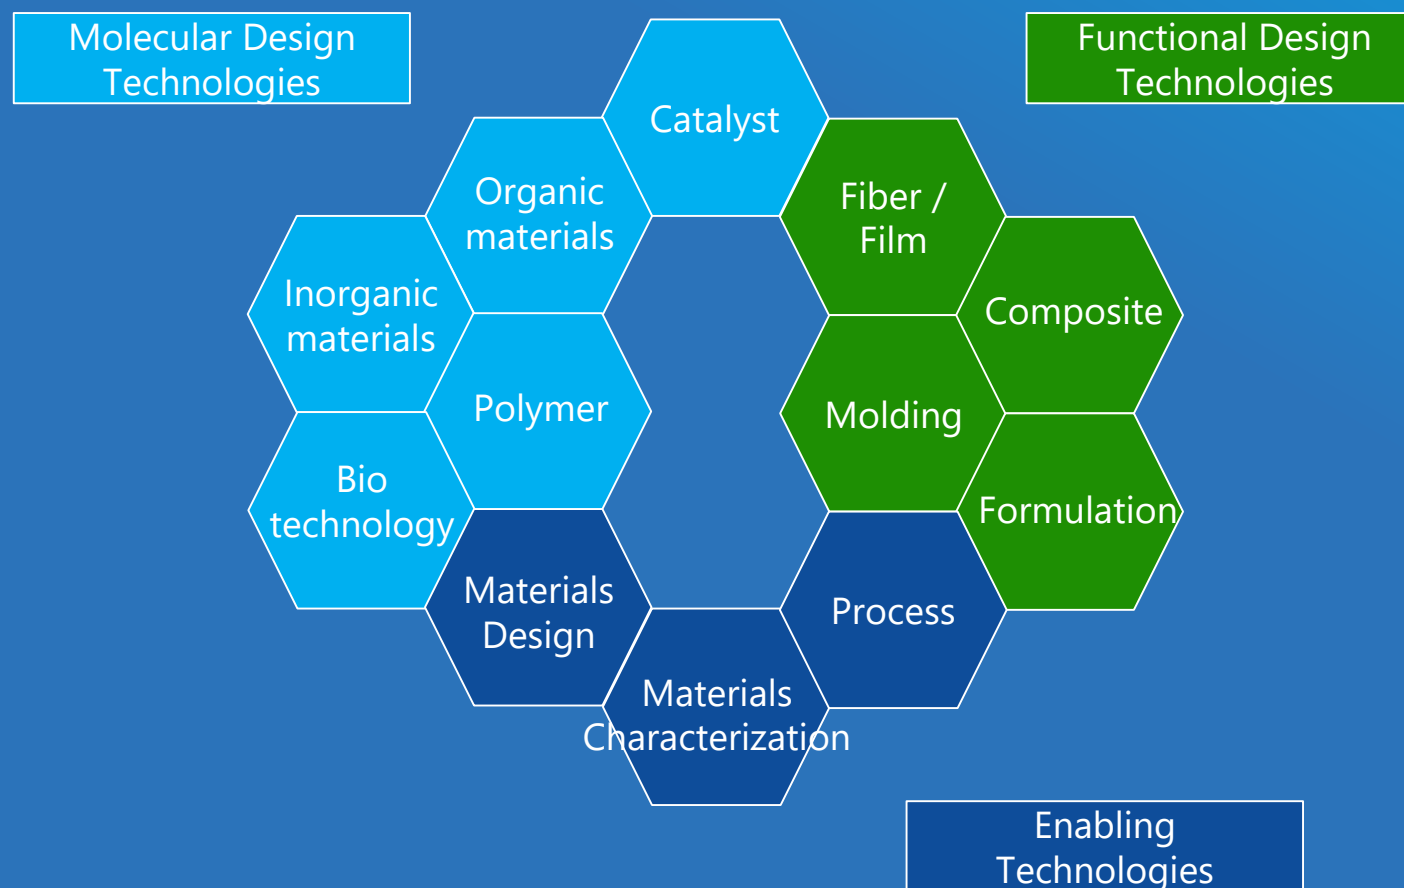 Molecular Design
Technologies
Functional Design
Technologies
Catalyst
Organic
materials
Fiber /
Film
Inorganic
materials
Composite
Polymer
Molding
Bio
technology
Formulation
Materials
Design
Process
Materials
Characterization
Enabling
Technologies